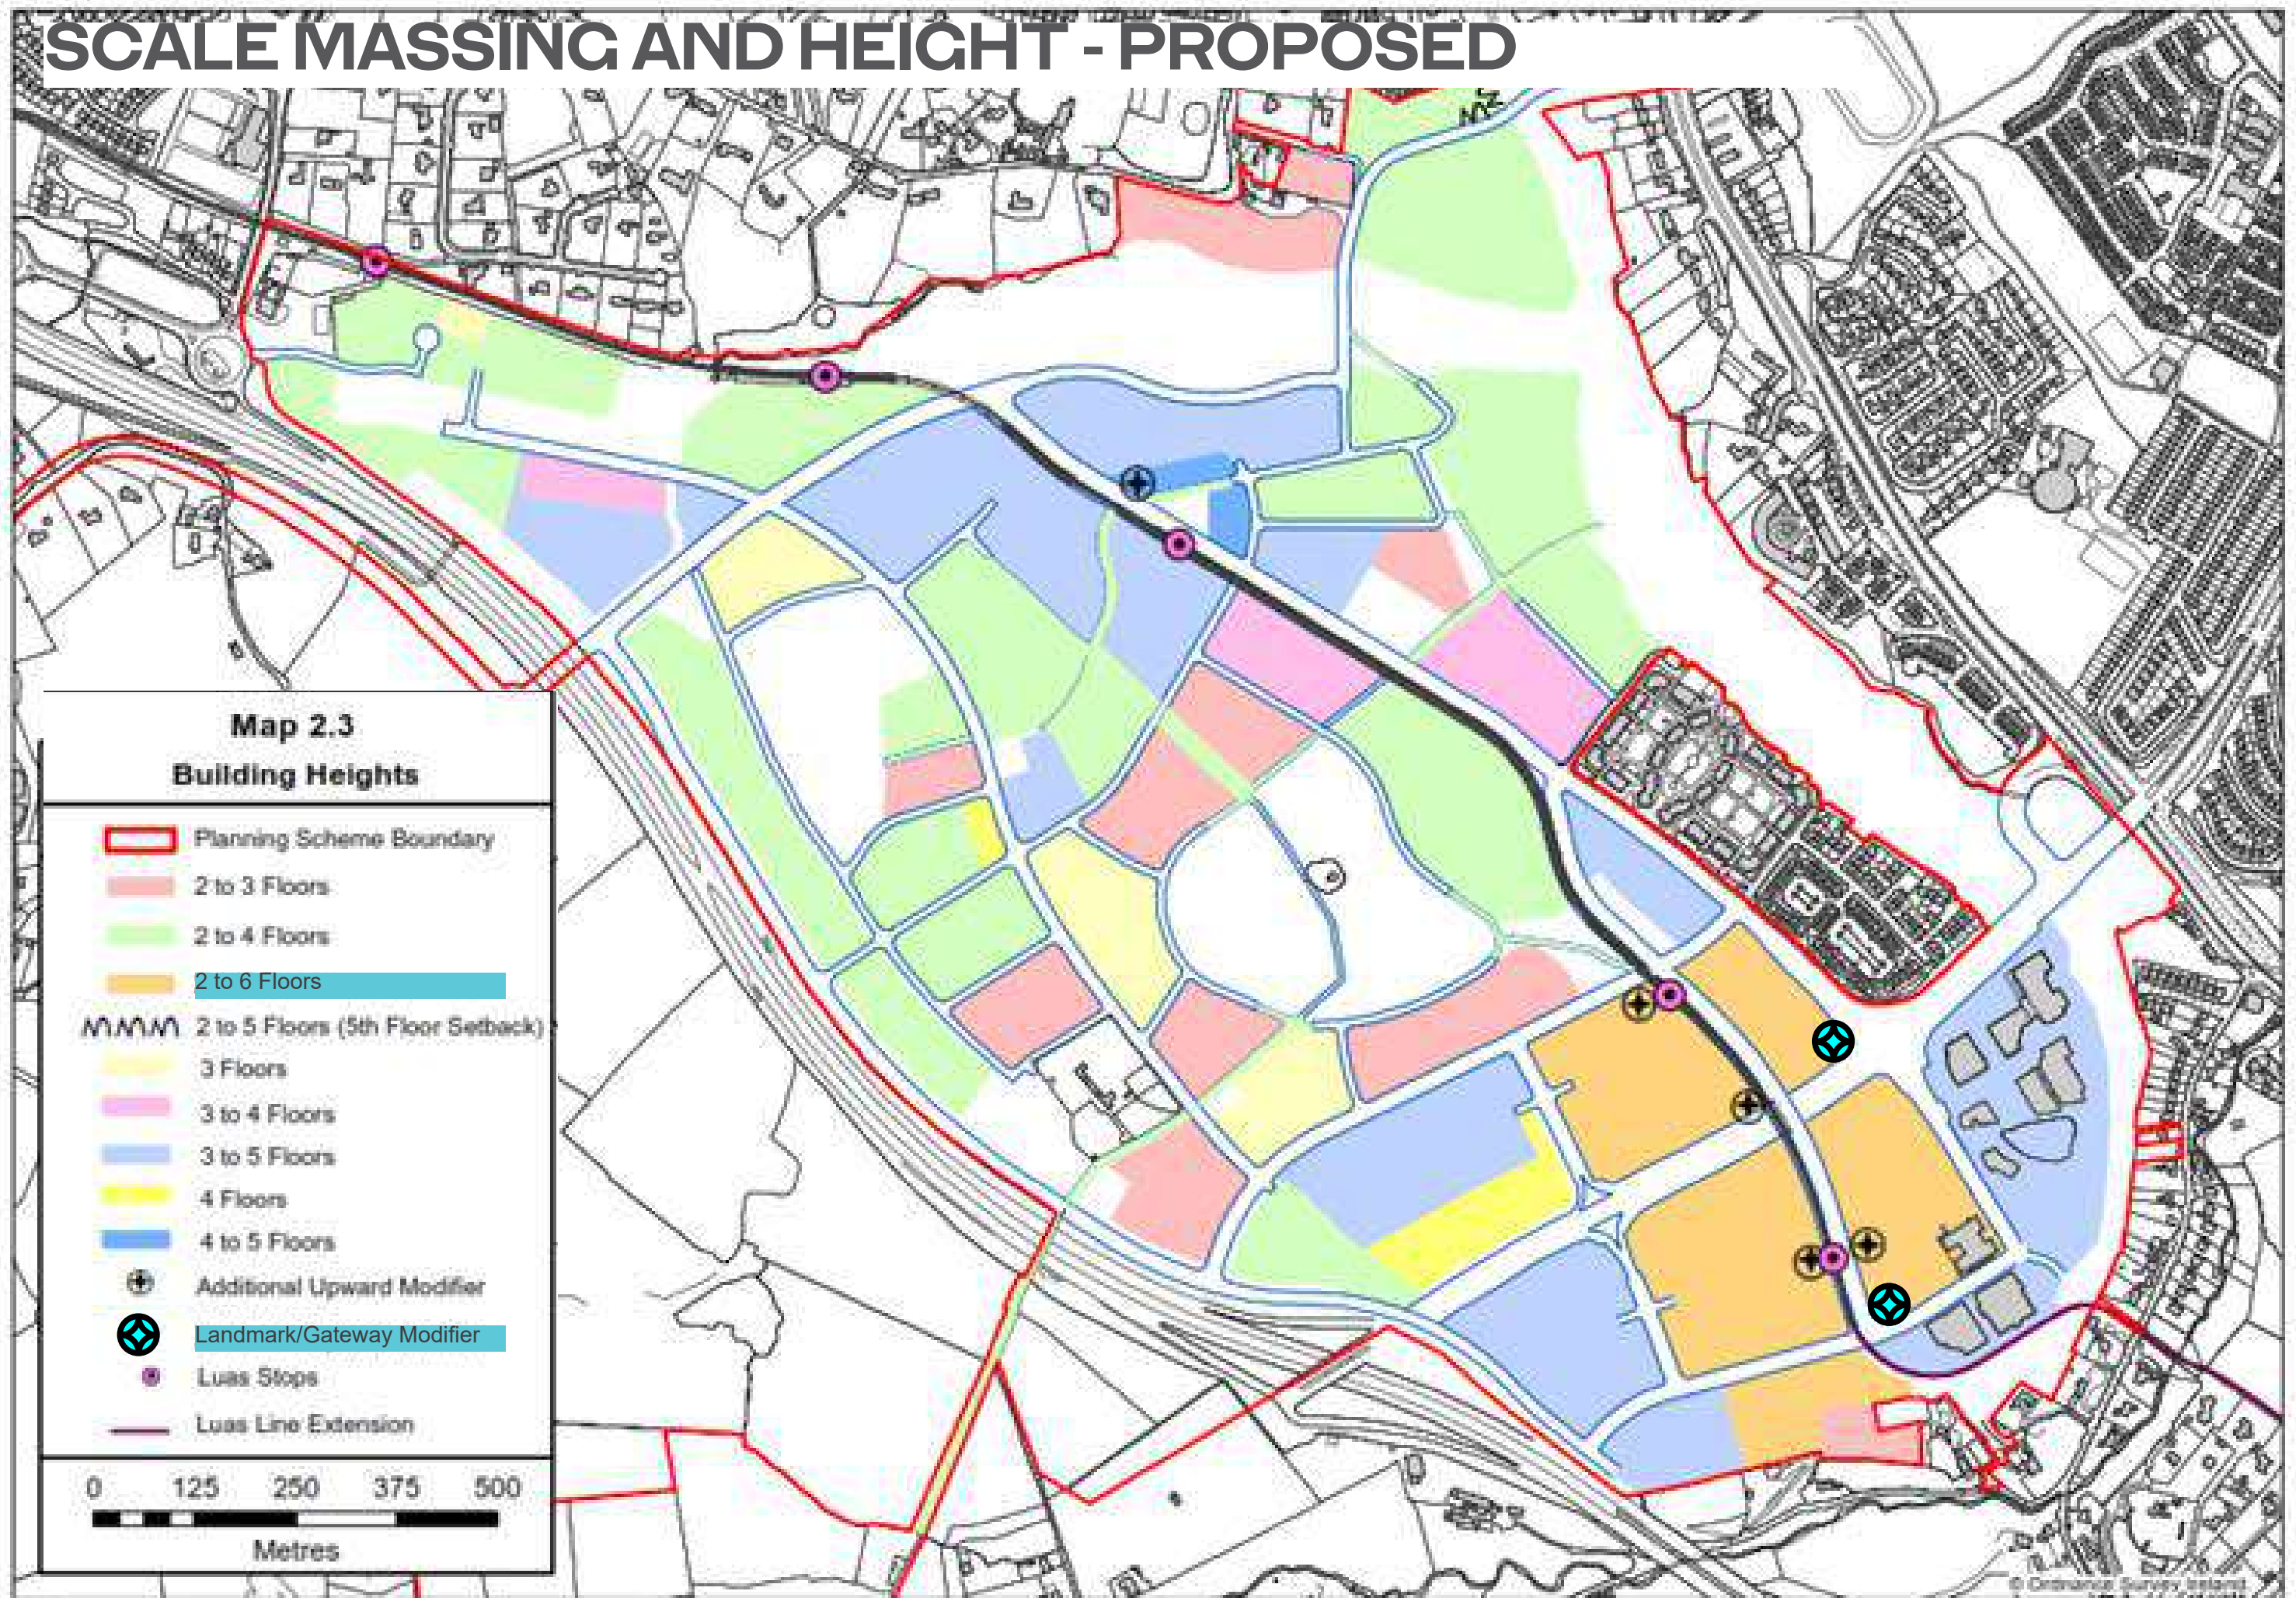 SCALE MASSING AND HEIGHT - PROPOSED
Map 2.3
Building Heights
Planning Scheme Boundary
2 to 3 Floors
2 to 4 Floors
2 to 6 Floors
2 to 5 Floors (5th Floor Setback)
3 Floors
3 to 4 Floors
3 to 5 Floors
4 Floors
4 to 5 Floors
Additional Upward Modifier
Landmark/Gateway Modifier
Luas Stops
Luas Line Extension
0 125 250 375 500
Metres
© Ordnance Survey Ireland